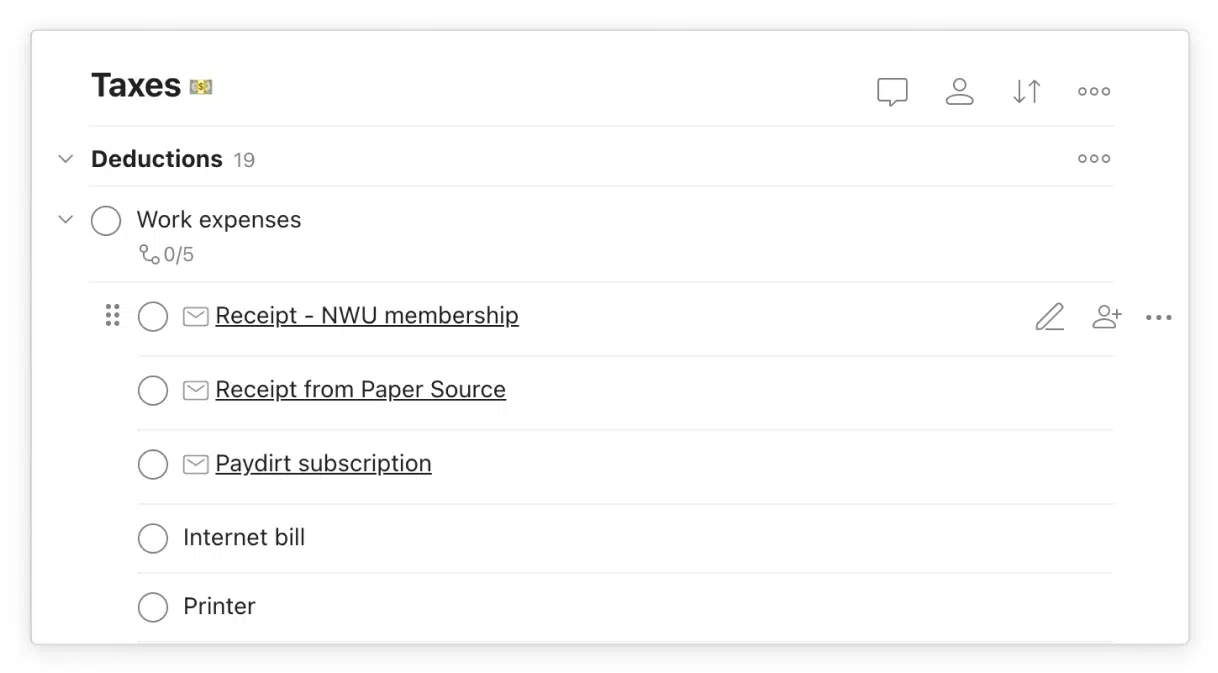 Taxes 💵
Deductions 19
Work expenses
0/5
Receipt - NWU membership
Receipt from Paper Source
Paydirt subscription
Internet bill
Printer